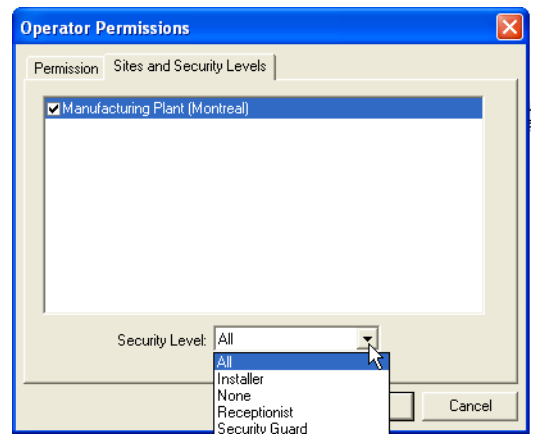 Operator Permissions
Permission Sites and Security Levels
Manufacturing Plant (Montreal)
Security Level: All
All
Installer
None
Receptionist
Security Guard
Cancel